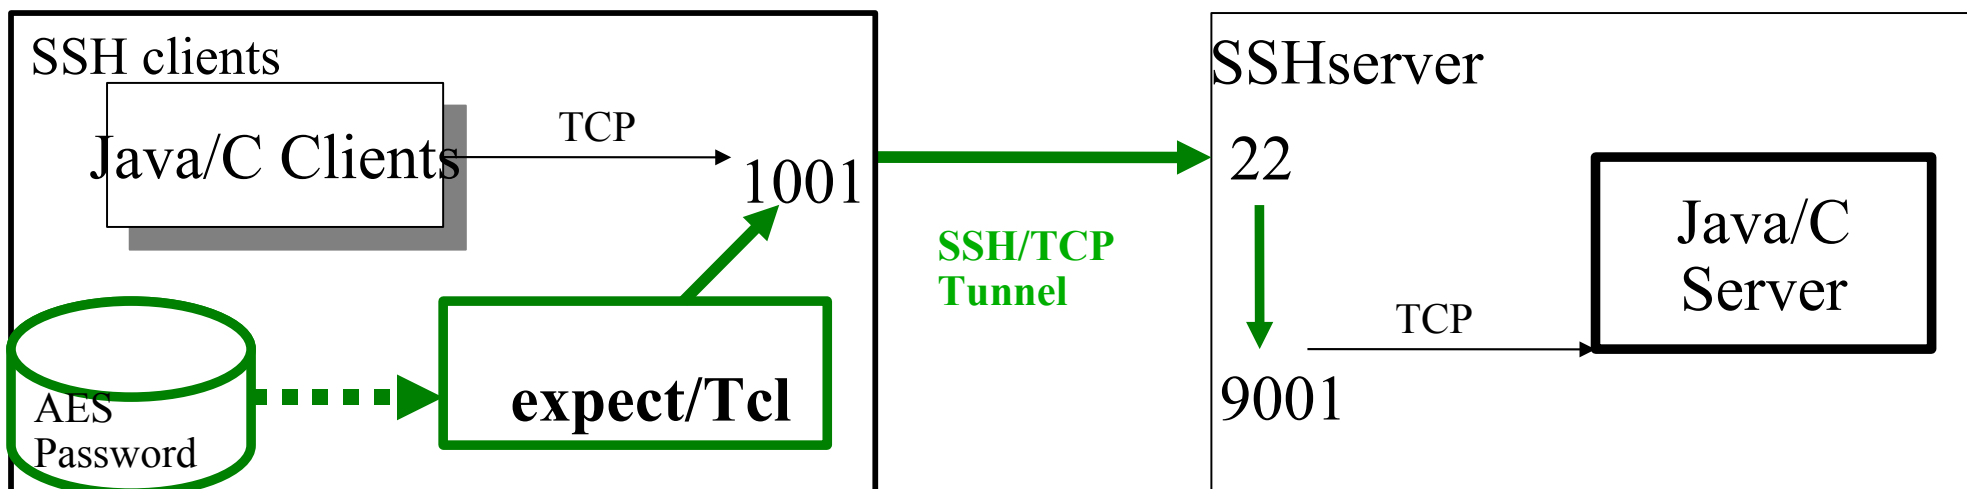 SSH clients
Java/C Clients
TCP
1001
AES
Password
expect/Tcl
SSH/TCP
Tunnel
SSHserver
22
9001
TCP
Java/C
Server